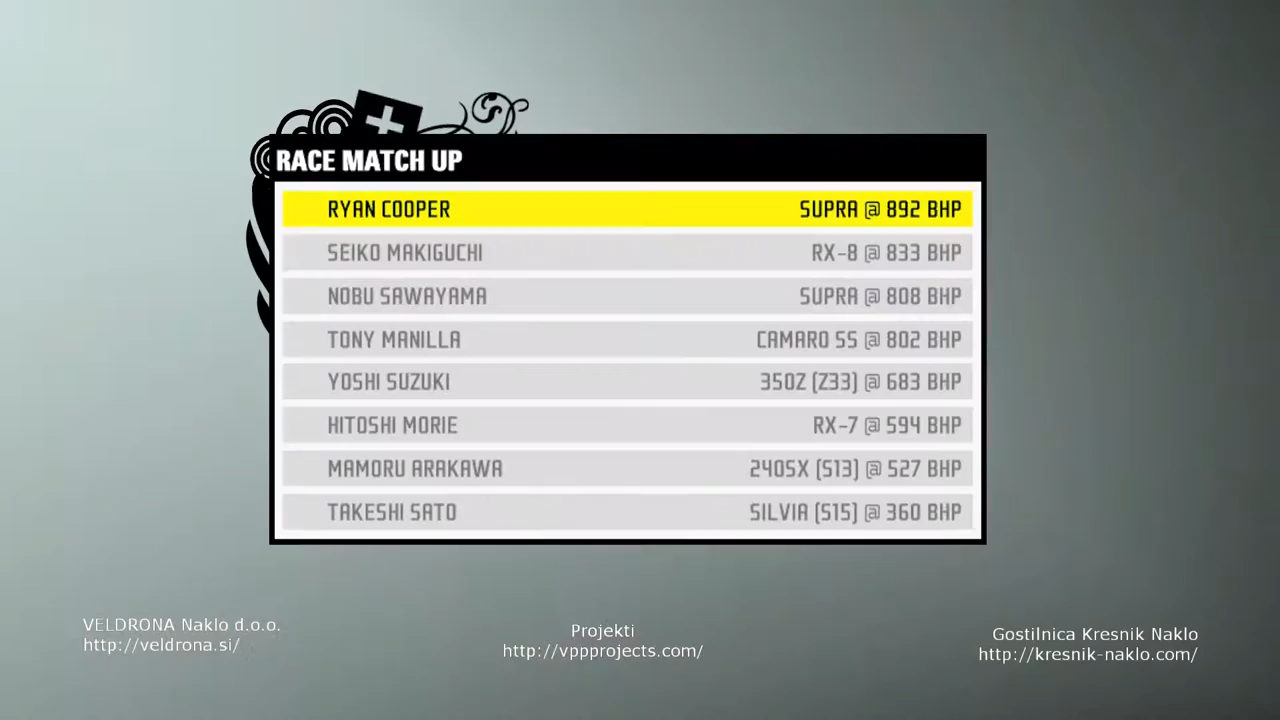 RACE MATCH UP
RYAN COOPER SUPRA @ 892 BHP
SEIKO MAKIGUCHI RX-8 @ 833 BHP
NOBU SAWAYAMA SUPRA @ 808 BHP
TONY MANILLA CAMARO SS @ 802 BHP
YOSHI SUZUKI 350Z (Z33) @ 683 BHP
HITOSHI MORIE RX-7 @ 594 BHP
MAMORU ARAKAWA 240SX (S13) @ 527 BHP
TAKESHI SATO SILVIA (S15) @ 360 BHP
VELDRONA Naklo d.o.o.
http://veldrona.si/
Projekti
http://vppprojects.com/
Gostilnica Kresnik Naklo
http://kresnik-naklo.com/